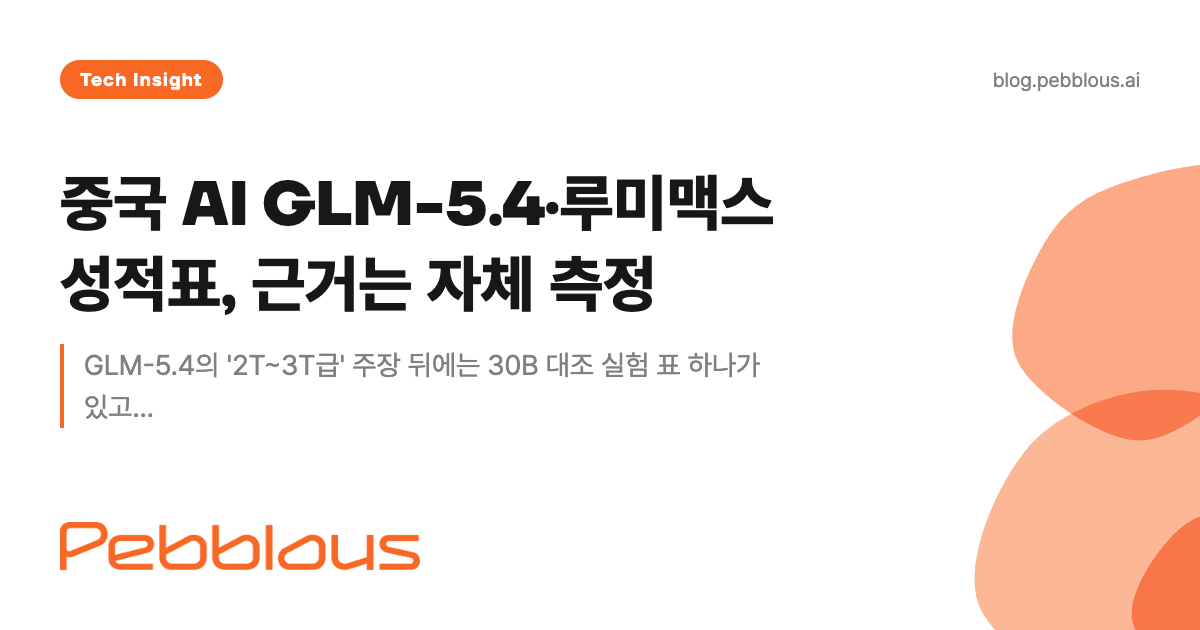 Tech Insight
blog.pebblous.ai
중국 AI GLM-5.4·루미맥스
성적표, 근거는 자체 측정
GLM-5.4의 '2T~3T급' 주장 뒤에는 30B 대조 실험 표 하나가
있고...
Pebblous